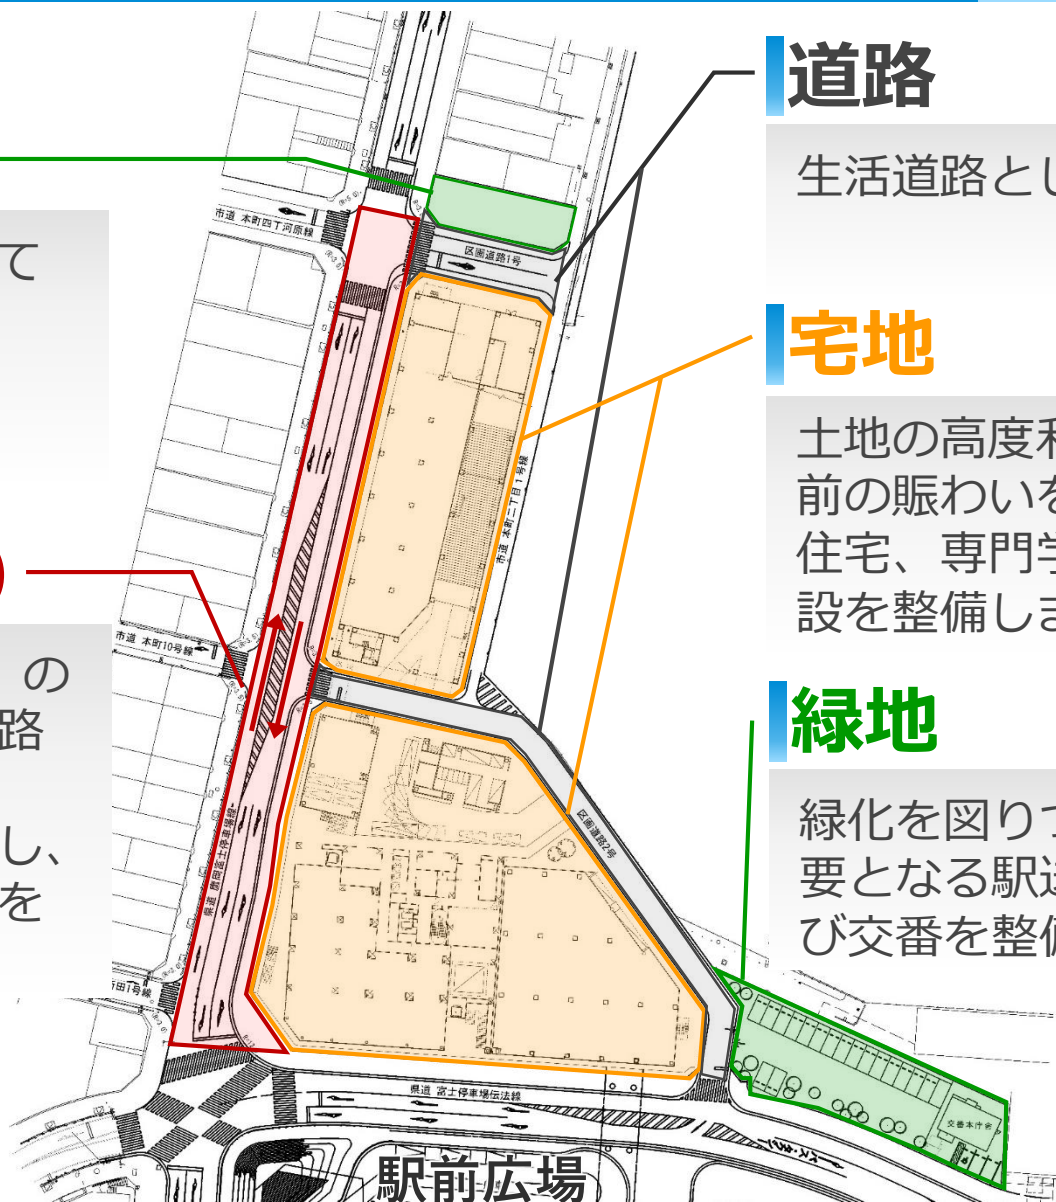 道路
生活道路とし
て
宅地
土地の高度利
前の賑わいを
住宅、専門学
設を整備しま
の
路
し、
を
緑地
緑化を図りつ
要となる駅送
び交番を整備
市道 本町四丁河原線
区画道路1号
市道 本町二丁目1号線
市道 本町10号線
区画道路2号
田1号線
県道 富士停車場伝法線
交番本庁舎
駅前広場